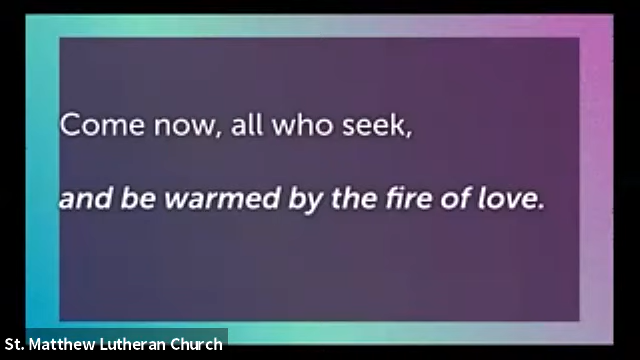 Come now, all who seek,
and be warmed by the fire of love.
St. Matthew Lutheran Church